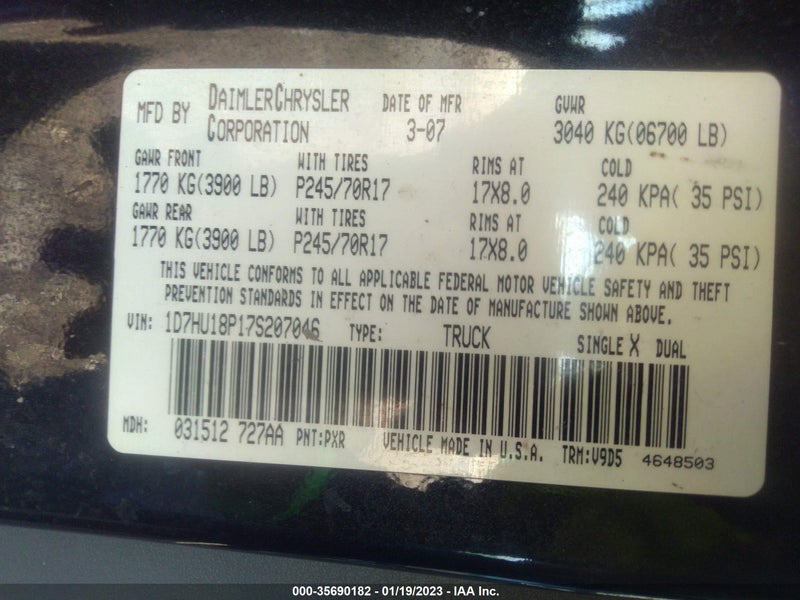 MFD BY DAIMLERCHRYSLER CORPORATION DATE OF MFR 3-07 GVWR 3040 KG(06700 LB)
GAWR FRONT WITH TIRES RIMS AT COLD
1770 KG(3900 LB) P245/70R17 17X8.0 240 KPA( 35 PSI)
GAWR REAR WITH TIRES RIMS AT COLD
1770 KG(3900 LB) P245/70R17 17X8.0 240 KPA( 35 PSI)
THIS VEHICLE CONFORMS TO ALL APPLICABLE FEDERAL MOTOR VEHICLE SAFETY AND THEFT
PREVENTION STANDARDS IN EFFECT ON THE DATE OF MANUFACTURE SHOWN ABOVE.
VIN: 1D7HU18P17S207046 TYPE: TRUCK SINGLE X DUAL
MDH: 031512 727AA PNT:PXR VEHICLE MADE IN U.S.A. TRM:V9D5 4648503
000-35690182 - 01/19/2023 - IAA Inc.